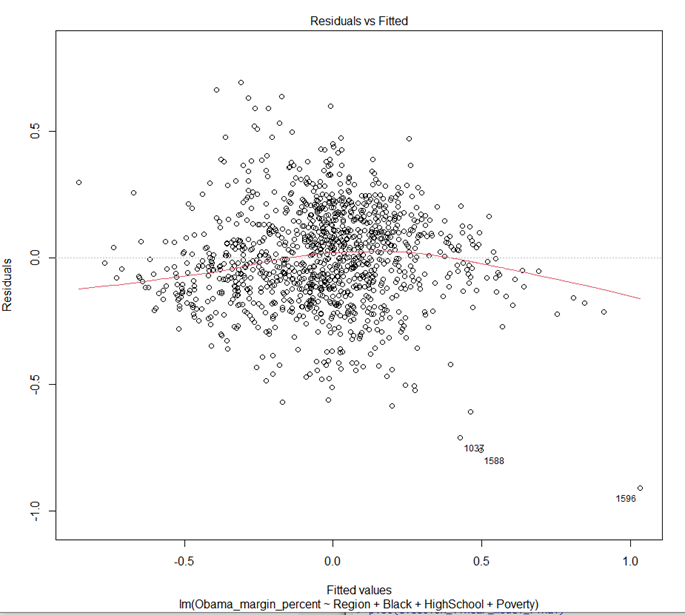 Residuals vs Fitted
Residuals
0.5
0.0
-0.5
-1.0
1037
1588
1596
-0.5 0.0 0.5 1.0
Fitted values
lm(Obama_margin_percent ~ Region + Black + HighSchool + Poverty)